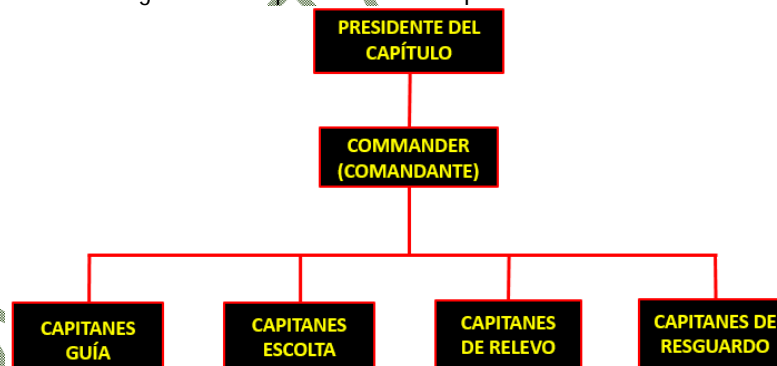 PRESIDENTE DEL
CAPÍTULO
COMMANDER
(COMANDANTE)
CAPITANES
GUÍA
CAPITANES
ESCOLTA
CAPITANES
DE RELEVO
CAPITANES DE
RESGUARDO